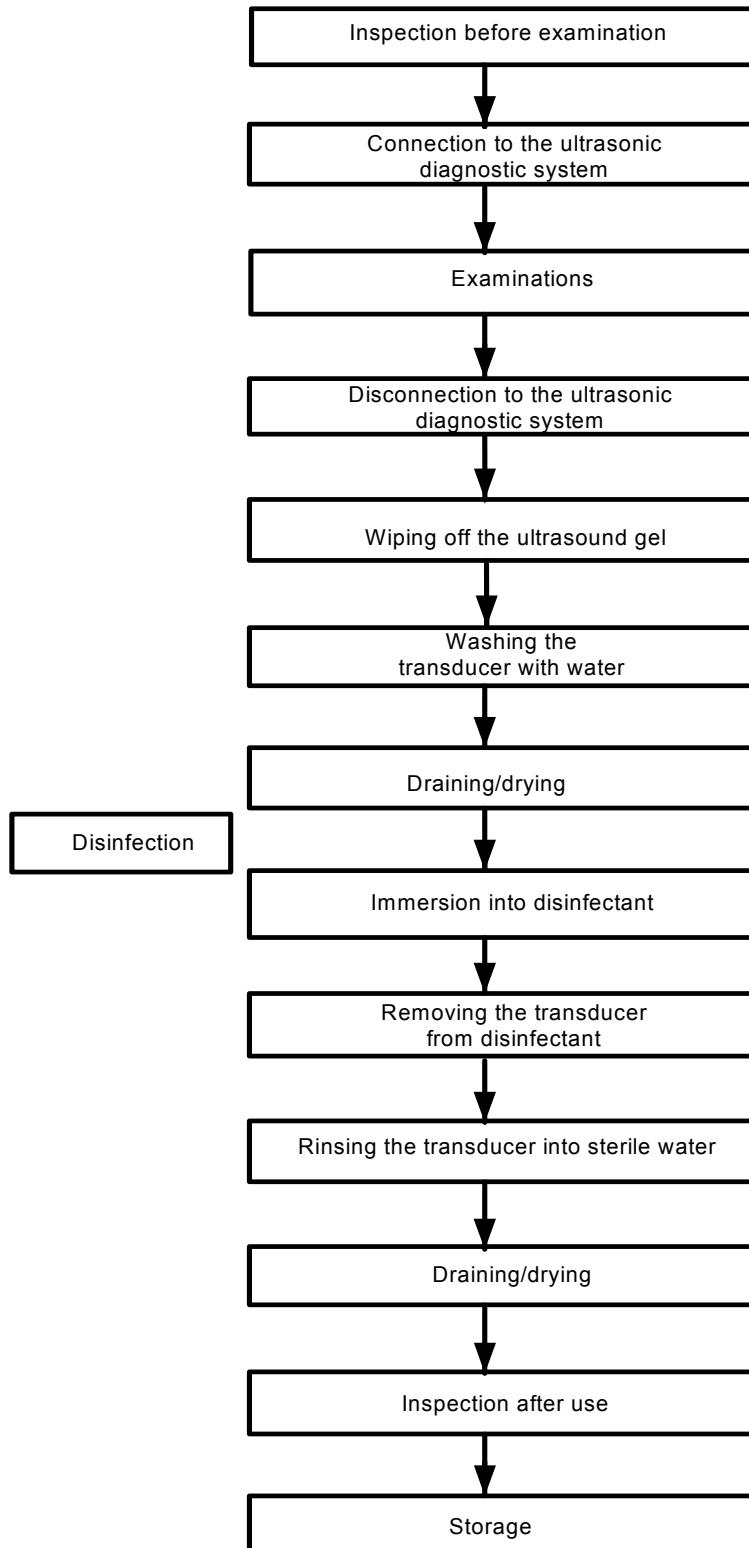 Inspection before examination
Connection to the ultrasonic
diagnostic system
Examinations
Disconnection to the ultrasonic
diagnostic system
Wiping off the ultrasound gel
Washing the
transducer with water
Draining/drying
Disinfection
Immersion into disinfectant
Removing the transducer
from disinfectant
Rinsing the transducer into sterile water
Draining/drying
Inspection after use
Storage